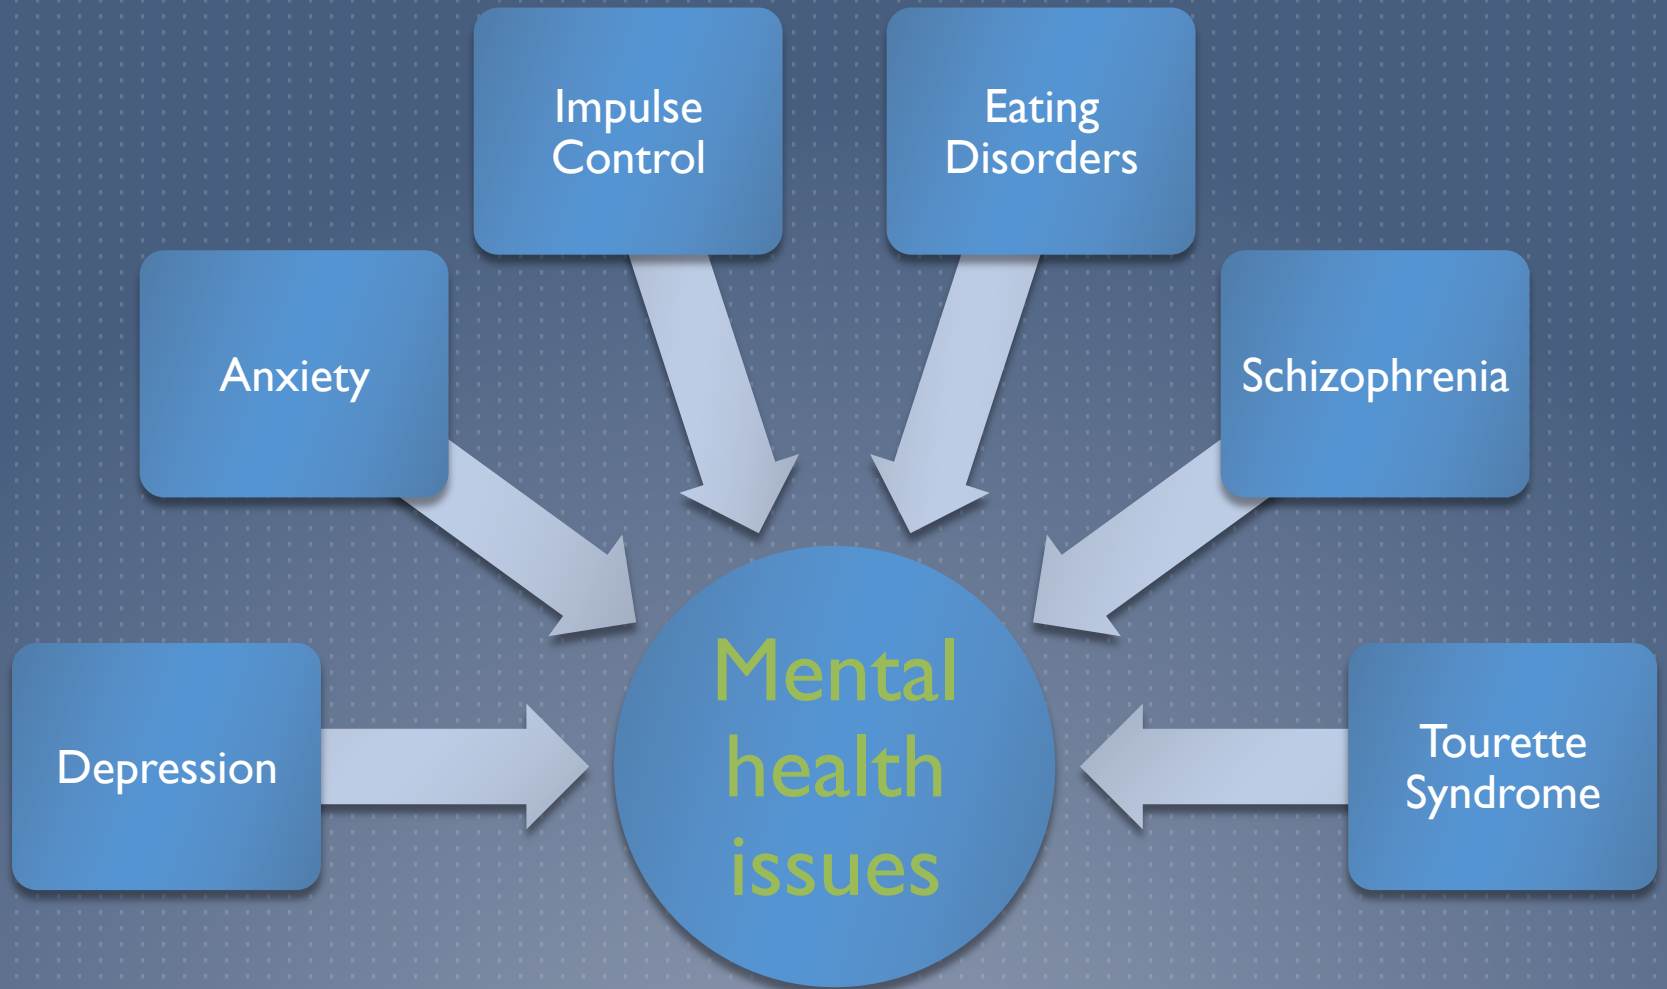 Impulse
Control
Eating
Disorders
Anxiety
Schizophrenia
Depression
Mental
health
issues
Tourette
Syndrome